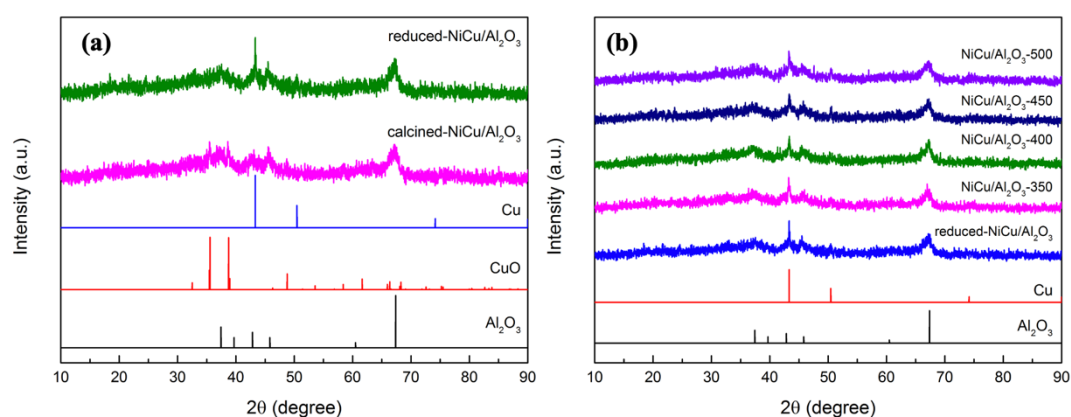 (a)
reduced-NiCu/Al₂O₃
calcined-NiCu/Al₂O₃
Cu
CuO
Al₂O₃
Intensity (a.u.)
10 20 30 40 50 60 70 80 90
2θ (degree)
(b)
NiCu/Al₂O₃-500
NiCu/Al₂O₃-450
NiCu/Al₂O₃-400
NiCu/Al₂O₃-350
reduced-NiCu/Al₂O₃
Cu
Al₂O₃
Intensity (a.u.)
10 20 30 40 50 60 70 80 90
2θ (degree)